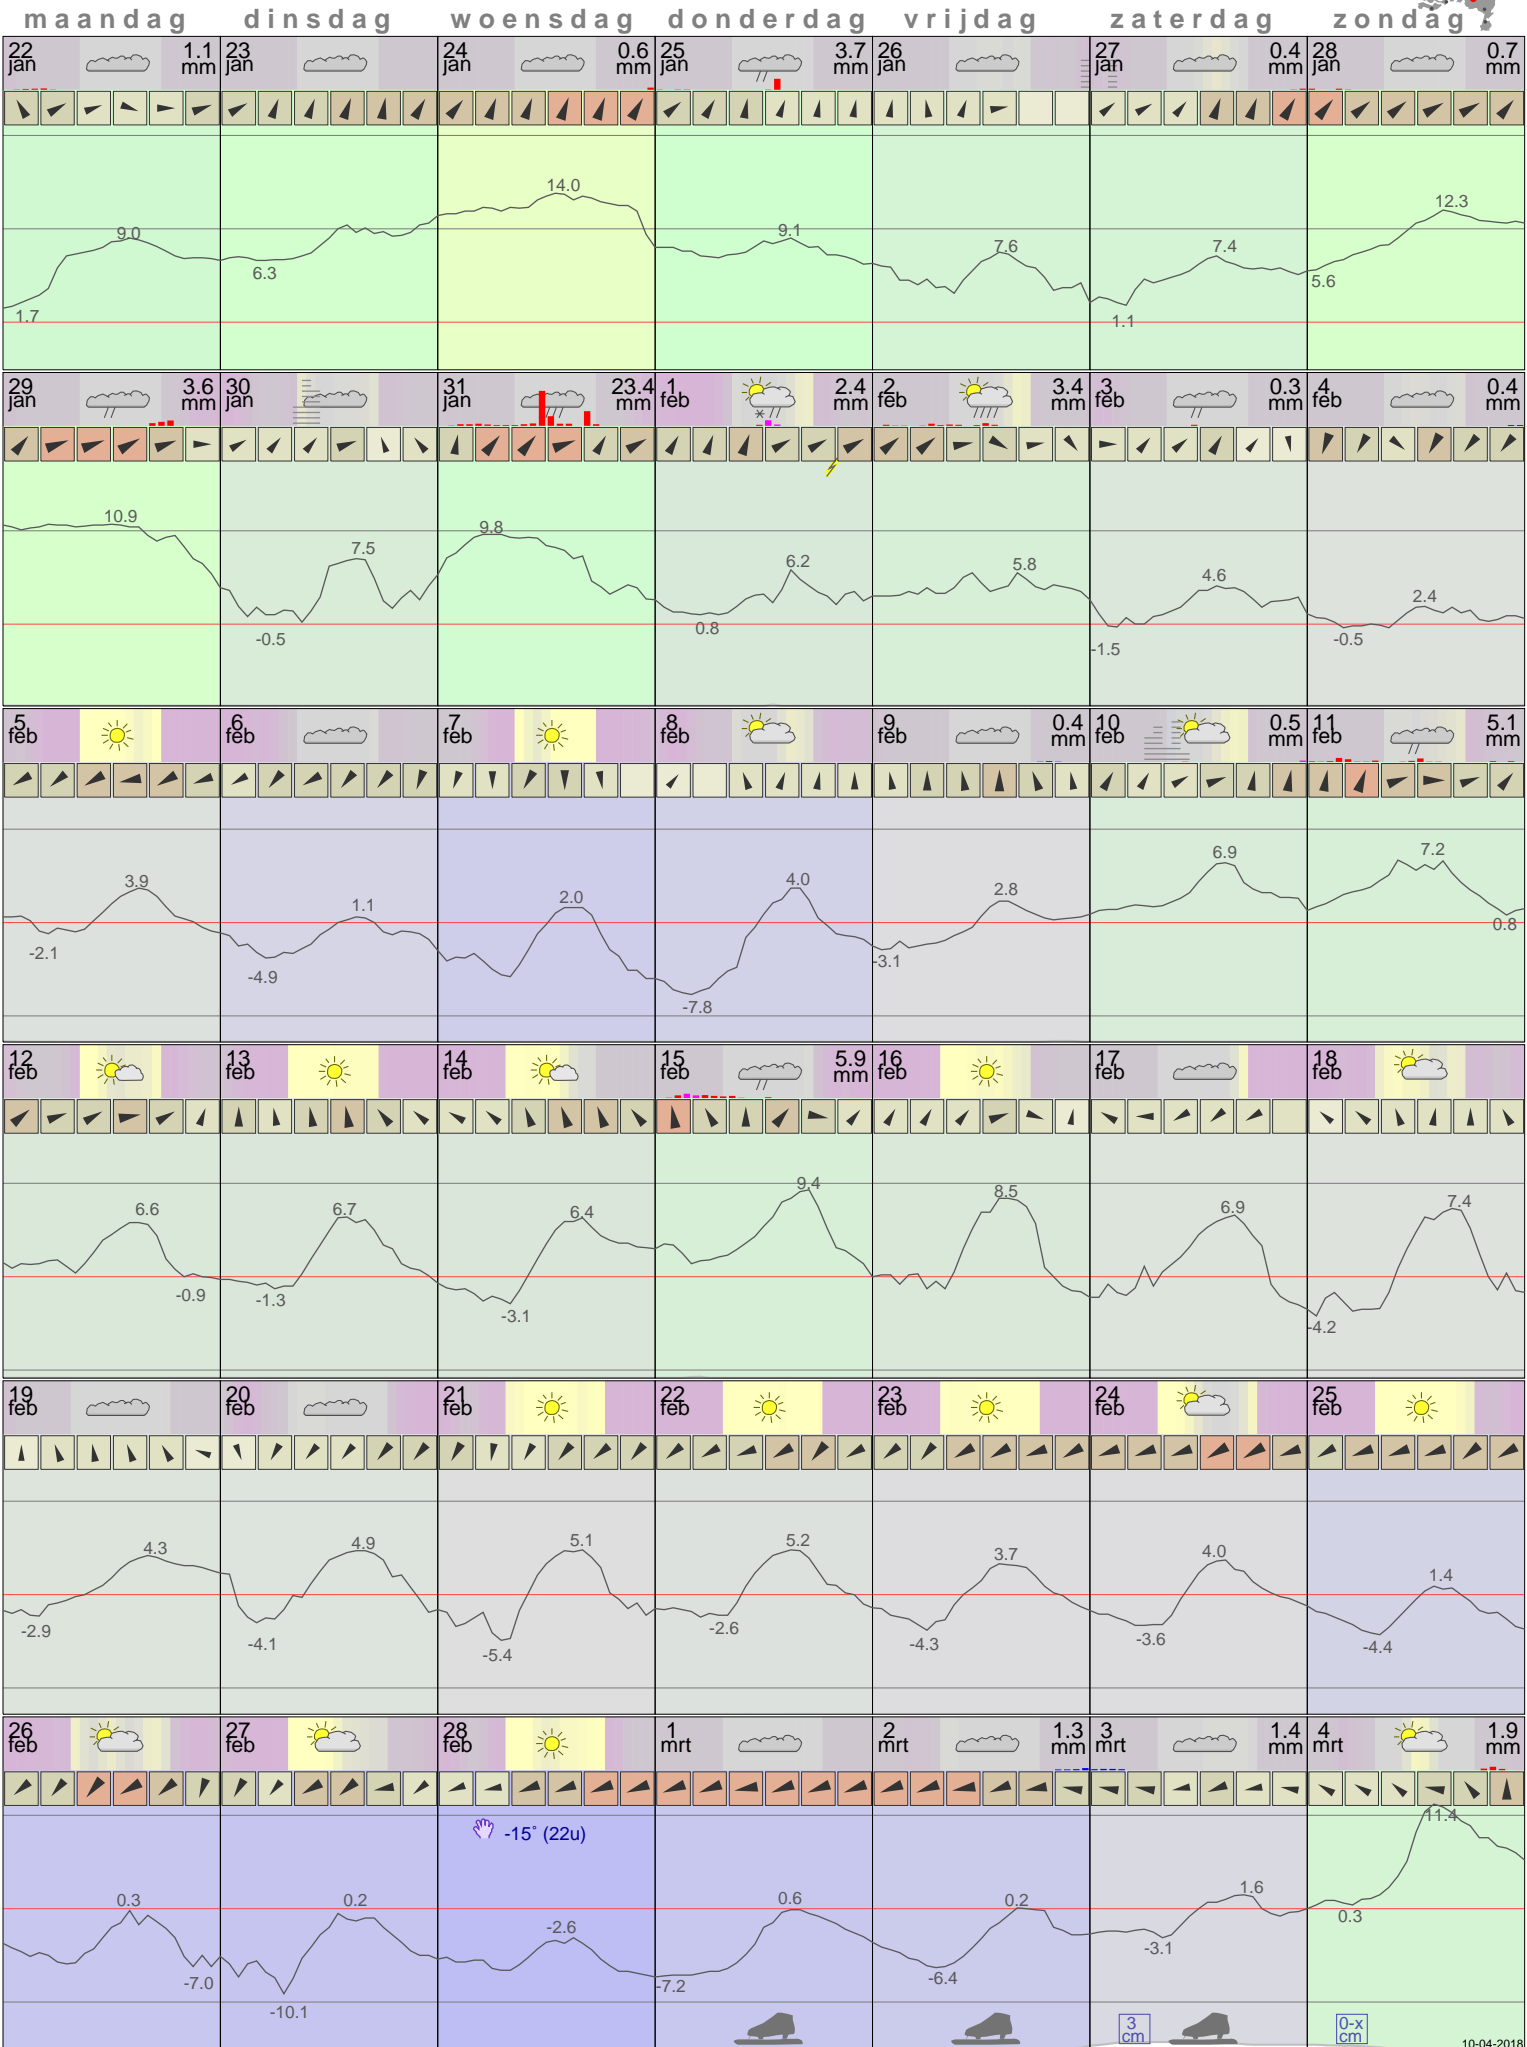 maandag dinsdag woensdag donderdag vrijdag zaterdag zondag
22 jan 1.1 mm 23 jan 24 jan 0.6 mm 25 jan 3.7 mm 26 jan 27 jan 0.4 mm 28 jan 0.7 mm
14.0
12.3
9.0 9.1
7.6 7.4
6.3 5.6
1.7 1.1
29 jan 3.6 mm 30 jan 31 jan 23.4 mm 1 feb 2.4 mm 2 feb 3.4 mm 3 feb 0.3 mm 4 feb 0.4 mm
10.9 9.8
7.5 6.2 5.8
4.6 2.4
-0.5 0.8 -1.5 -0.5
5 feb 6 feb 7 feb 8 feb 9 feb 0.4 mm 10 feb 0.5 mm 11 feb 5.1 mm
6.9 7.2
3.9 1.1 2.0 4.0 2.8
0.8
-2.1 -4.9 -7.8 -3.1
12 feb 13 feb 14 feb 15 feb 5.9 mm 16 feb 17 feb 18 feb
9.4 8.5
6.6 6.7 6.4 6.9 7.4
-0.9 -1.3 -3.1 -4.2
19 feb 20 feb 21 feb 22 feb 23 feb 24 feb 25 feb
4.3 4.9 5.1 5.2 3.7 4.0 1.4
-2.9 -4.1 -5.4 -2.6 -4.3 -3.6 -4.4
26 feb 27 feb 28 feb 1 mrt 2 mrt 1.3 mm 3 mrt 1.4 mm 4 mrt 1.9 mm
11.4
-15° (22u)
0.3 0.2 -2.6 0.6 0.2 1.6 0.3
-7.0 -10.1 -7.2 -6.4 -3.1
3 cm 0-x cm
10-04-2018